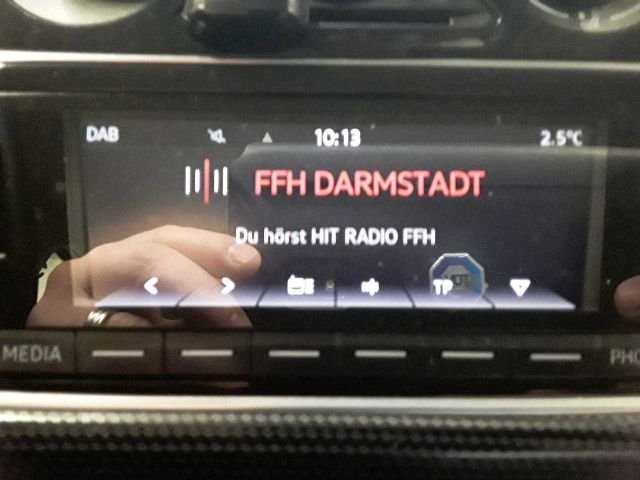 DAB 10:13 2.5°C
FFH DARMSTADT
Du hörst HIT RADIO FFH
< > TP
MEDIA PHO